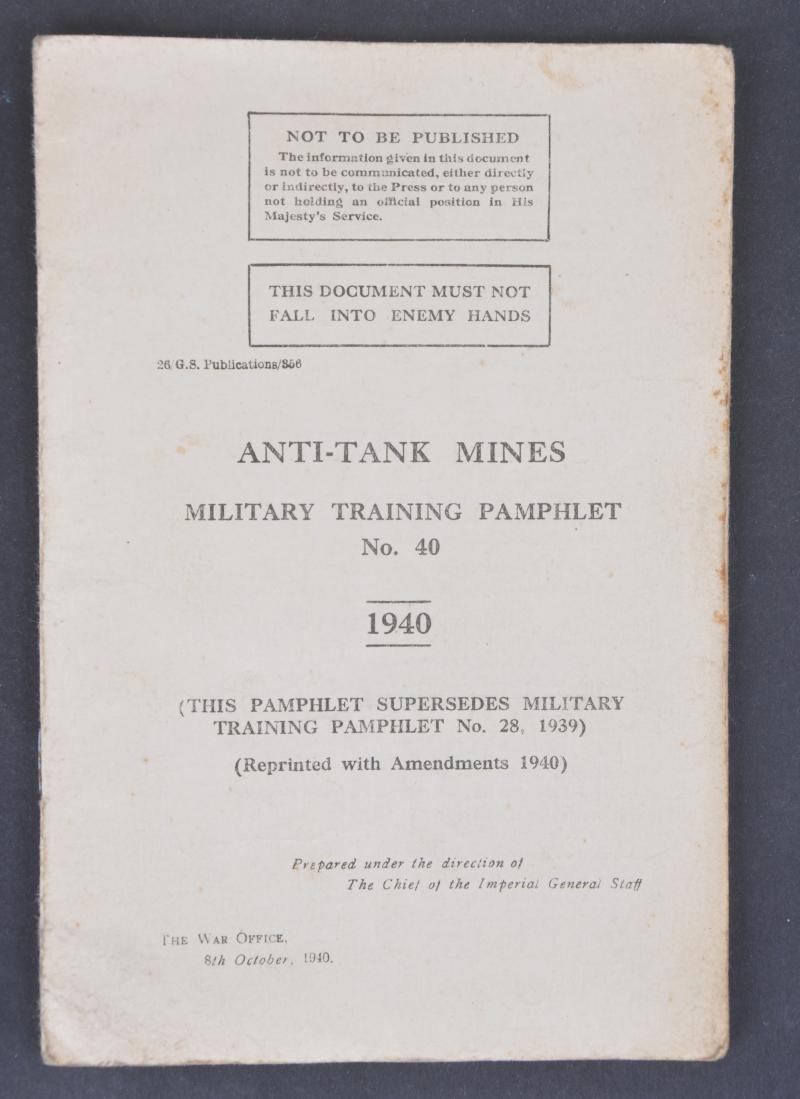 NOT TO BE PUBLISHED
The information given in this document
is not to be communicated, either directly
or indirectly, to the Press or to any person
not holding an official position in His
Majesty's Service.
THIS DOCUMENT MUST NOT
FALL INTO ENEMY HANDS
26/G.S. Publications/356
ANTI-TANK MINES
MILITARY TRAINING PAMPHLET
No. 40
1940
(THIS PAMPHLET SUPERSEDES MILITARY
TRAINING PAMPHLET No. 28, 1939)
(Reprinted with Amendments 1940)
Prepared under the direction of
The Chief of the Imperial General Staff
THE WAR OFFICE,
8th October, 1940.